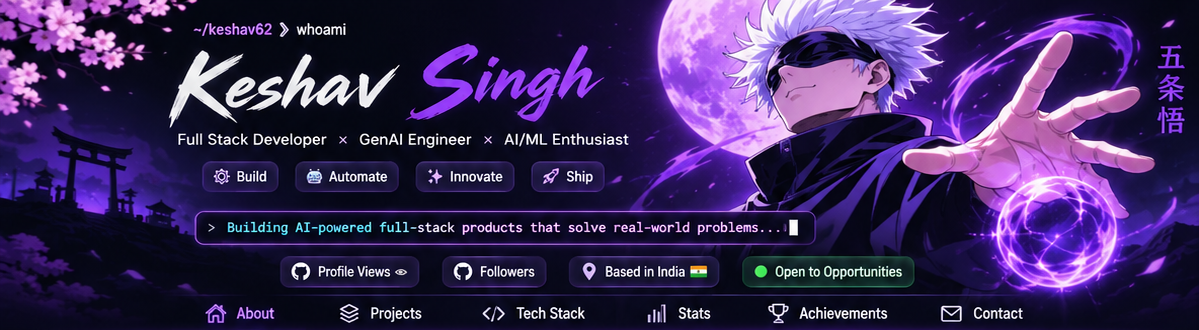 ~/keshav62 ❯ whoami
Keshav Singh
Full Stack Developer × GenAI Engineer × AI/ML Enthusiast
Build Automate Innovate Ship
> Building AI-powered full-stack products that solve real-world problems...
Profile Views Followers Based in India Open to Opportunities
About Projects Tech Stack Stats Achievements Contact
五条悟